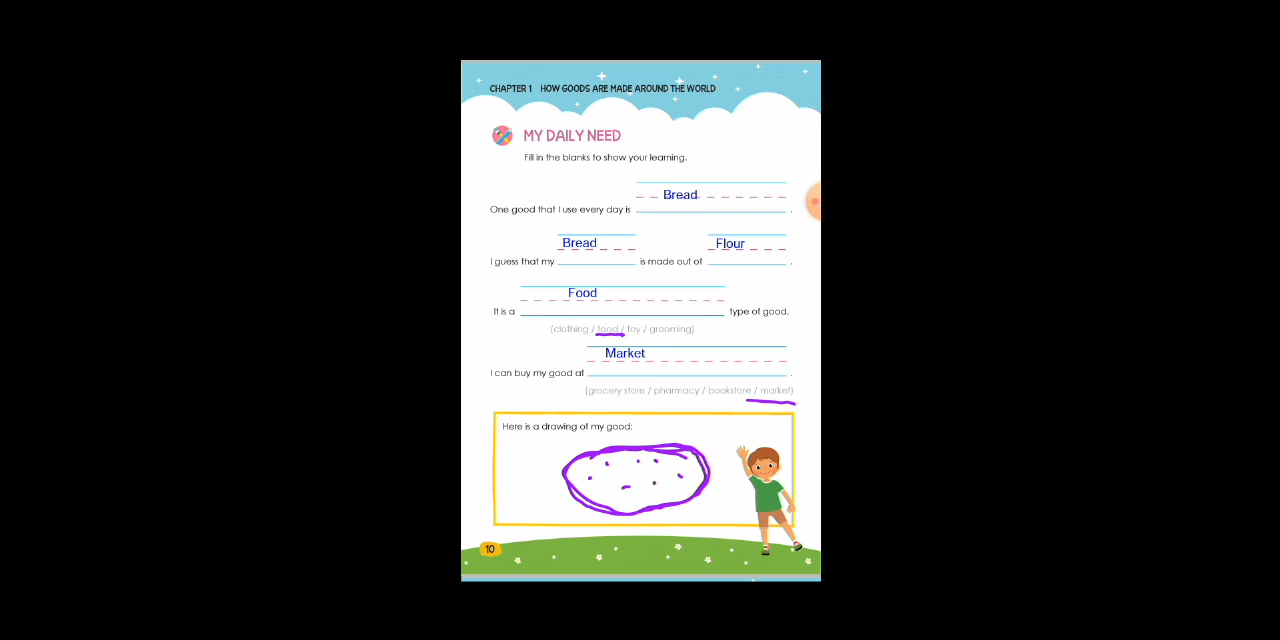 CHAPTER 1 HOW GOODS ARE MADE AROUND THE WORLD
MY DAILY NEED
Fill in the blanks to show your learning.
One good that I use every day is Bread .
I guess that my Bread is made out of Flour .
It is a Food type of good.
(clothing / food / toy / grooming)
I can buy my good at Market .
(grocery store / pharmacy / bookstore / market)
Here is a drawing of my good:
10